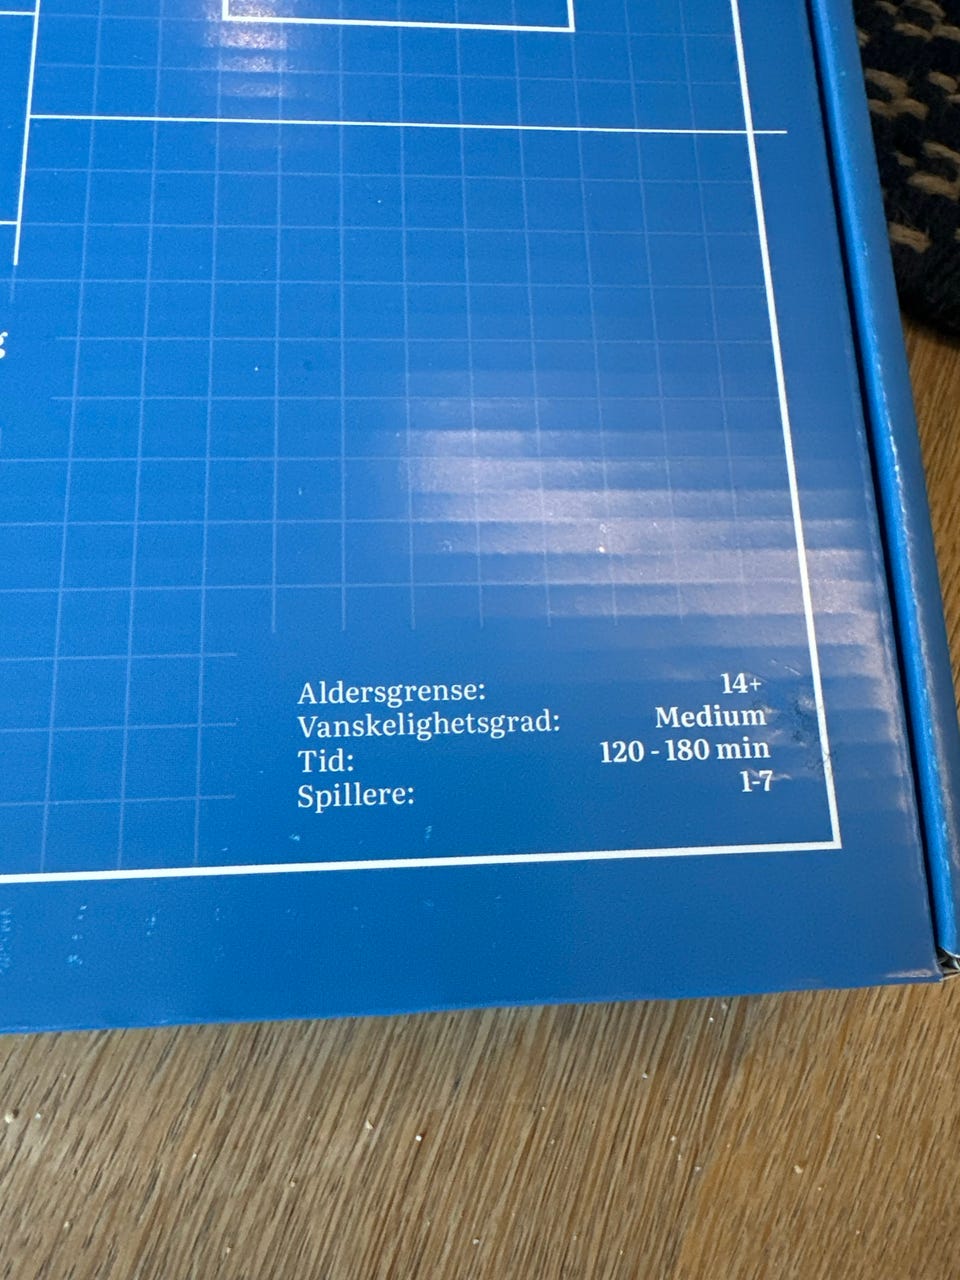 Aldersgrense: 14+
Vanskelighetsgrad: Medium
Tid: 120 - 180 min
Spillere: 1-7